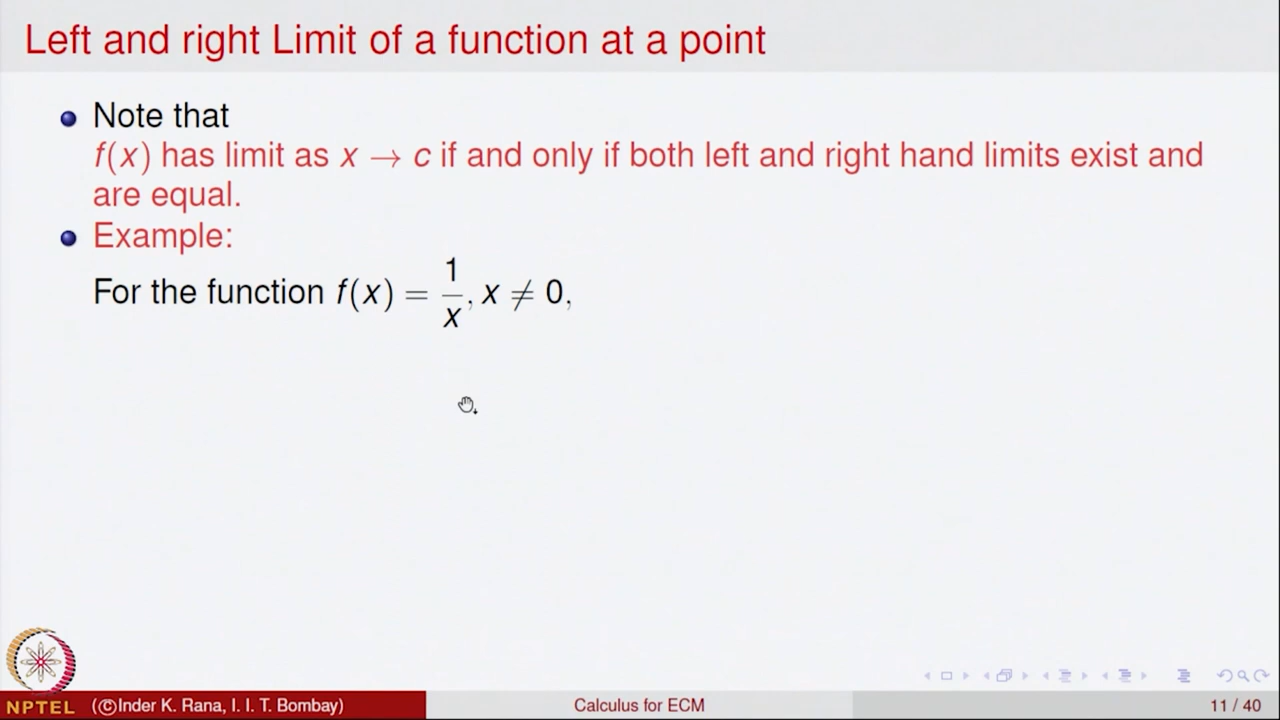 Left and right Limit of a function at a point
Note that
f(x) has limit as x → c if and only if both left and right hand limits exist and
are equal.
Example:
For the function f(x) = 1/x, x ≠ 0,
NPTEL
(©Inder K. Rana, I. I. T. Bombay)
Calculus for ECM
11 / 40